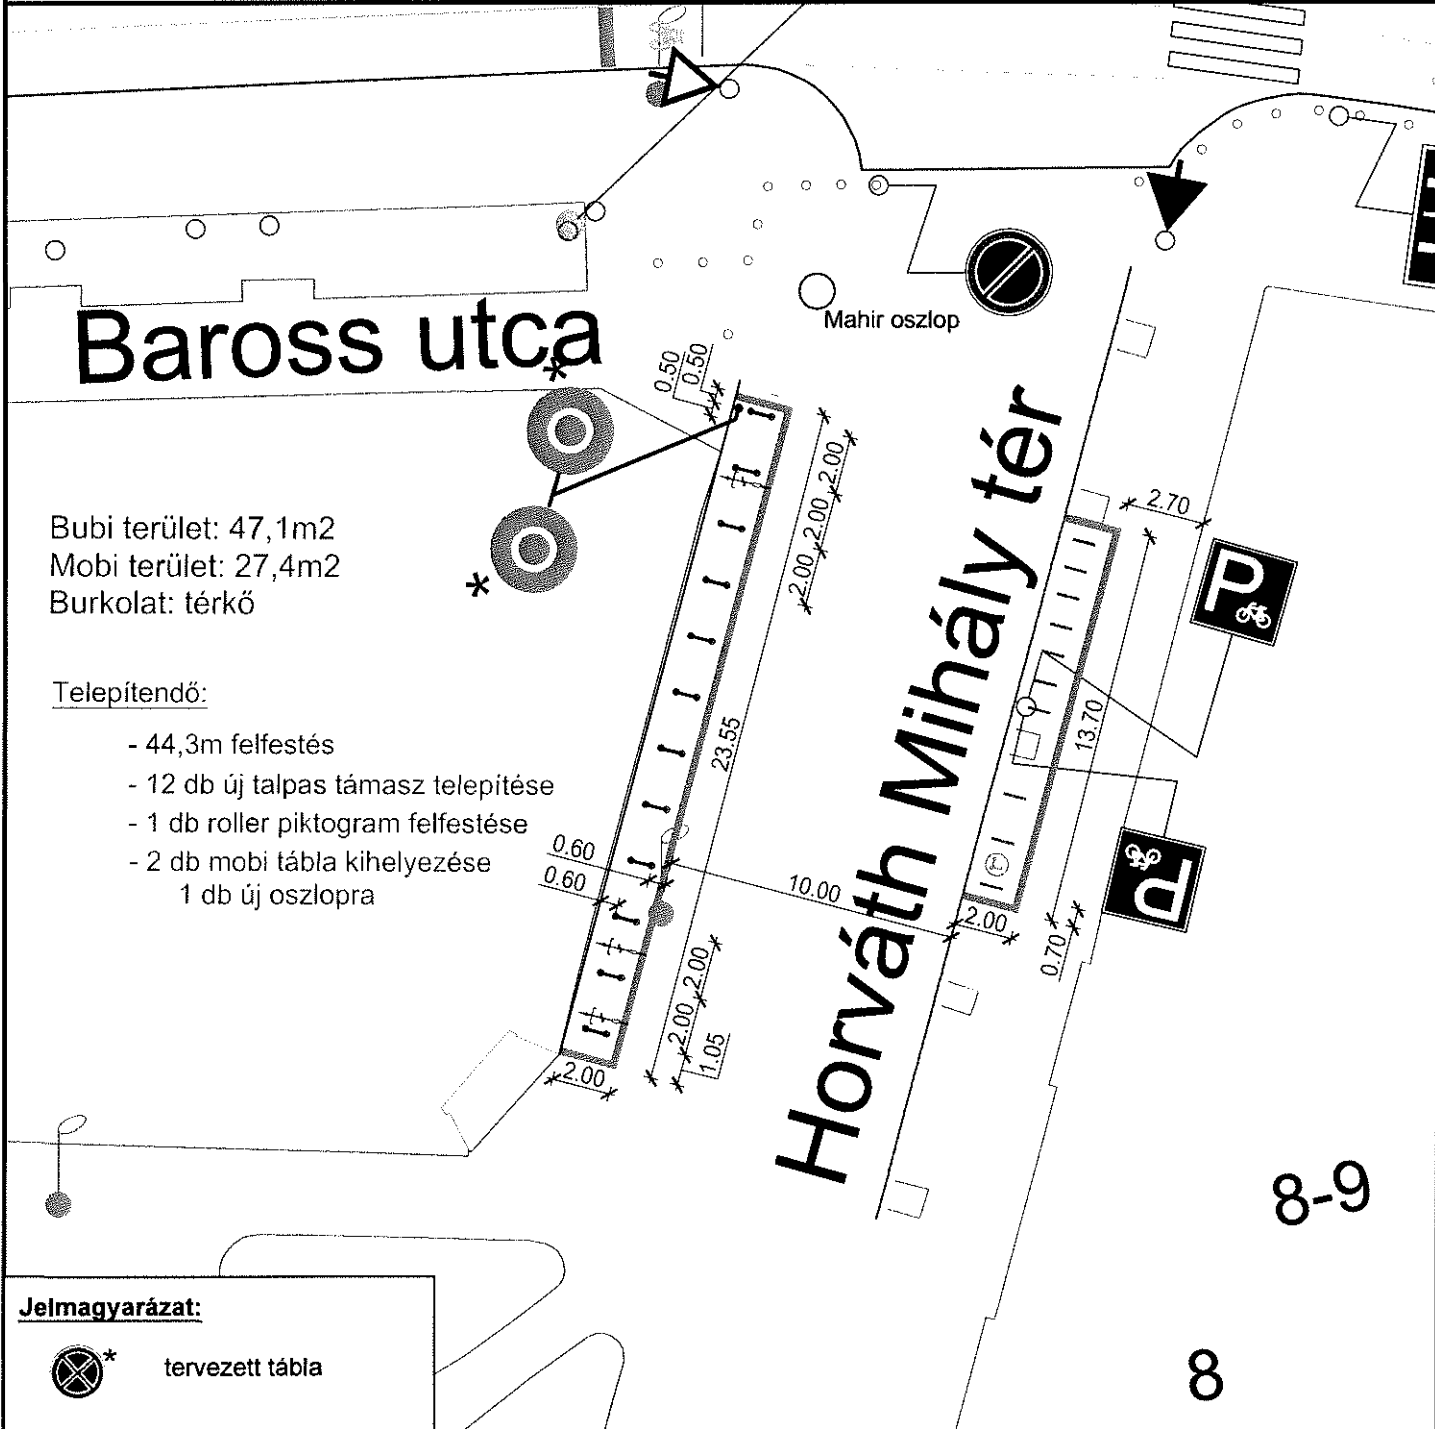 Baross utca
*
*
Mahir oszlop
0.50
0.50
2.00
2.00
2.00
2.70
P
Bubi terület: 47,1m2
Mobi terület: 27,4m2
Burkolat: térkő
Telepítendő:
- 44,3m felfestés
- 12 db új talpas támasz telepítése
- 1 db roller piktogram felfestése
- 2 db mobi tábla kihelyezése
1 db új oszlopra
23.55
Horváth Mihály tér
13.70
0.60
0.60
10.00
2.00
0.70
P
2.00
2.00
1.05
2.00
8-9
8
Jelmagyarázat:
* tervezett tábla